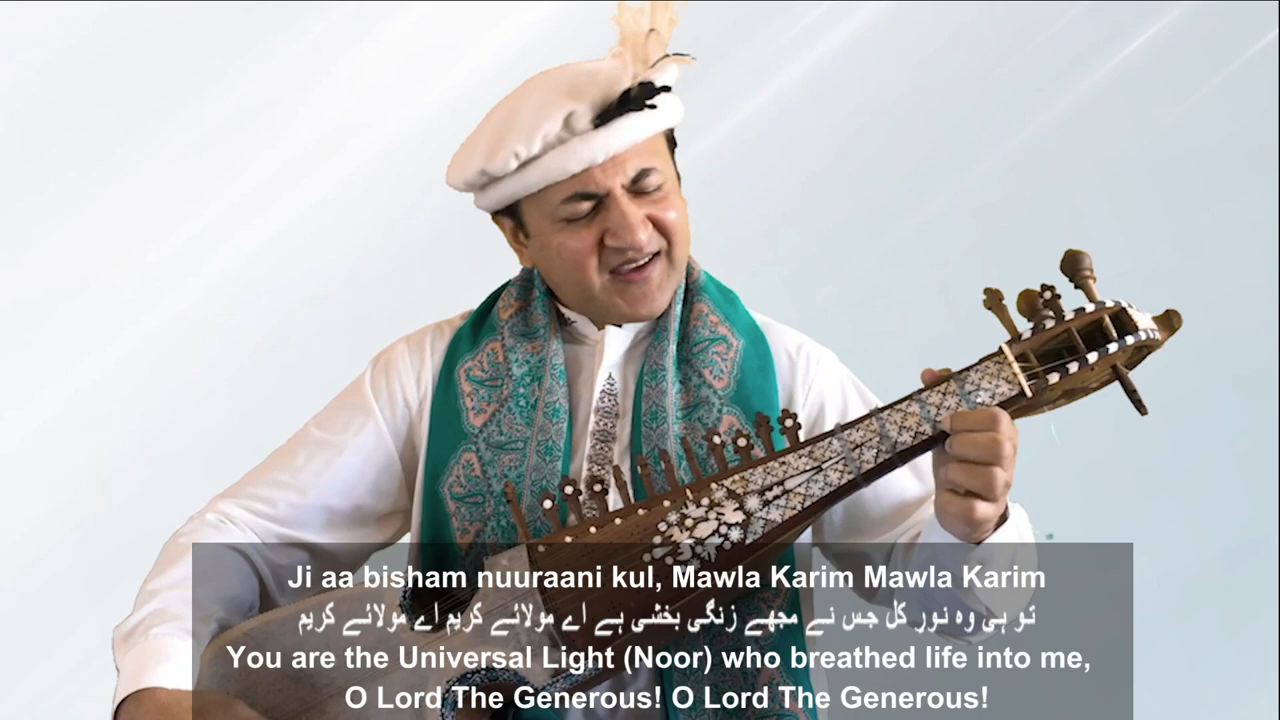 Ji aa bisham nuuraani kul, Mawla Karim Mawla Karim
تو ہی وہ نور کل جس نے مجھے زنگی بخشی ہے اے مولائے کریم اے مولائے کریم
You are the Universal Light (Noor) who breathed life into me,
O Lord The Generous! O Lord The Generous!